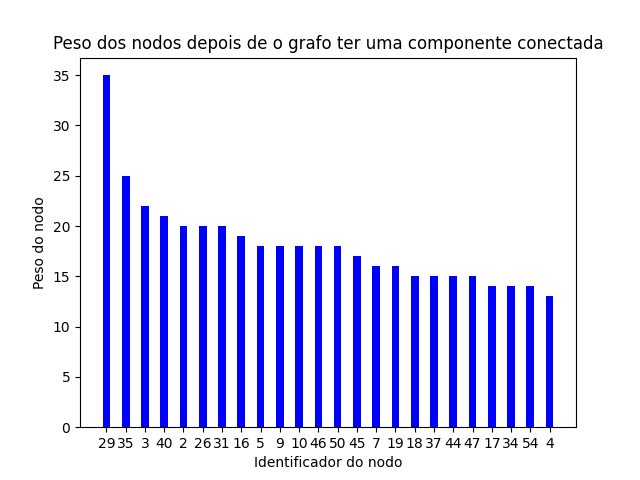 Peso dos nodos depois de o grafo ter uma componente conectada
35
30
25
20
15
10
5
0
Peso do nodo
29 35 3 40 2 26 31 16 5 9 10 46 50 45 7 19 18 37 44 47 17 34 54 4
Identificador do nodo